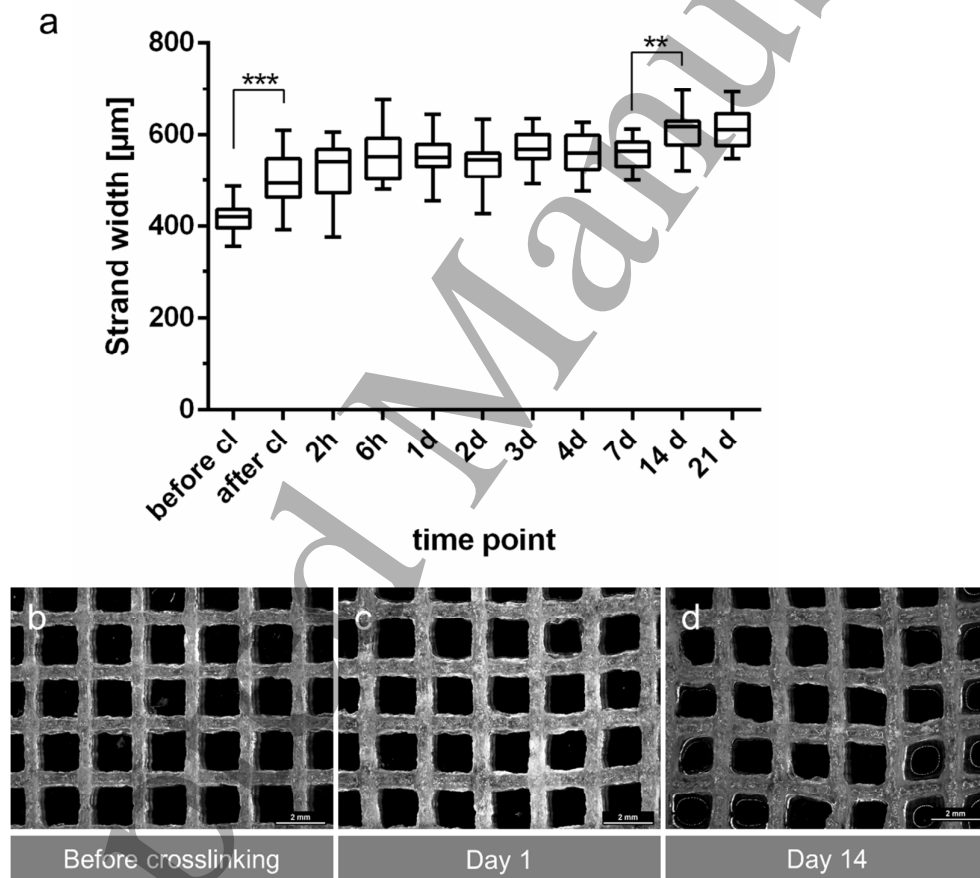 a
800
600
400
200
0
Strand width [µm]
***
**
before cl
after cl
2h
6h
1d
2d
3d
4d
7d
14 d
21 d
time point
b
c
d
2 mm
2 mm
2 mm
Before crosslinking
Day 1
Day 14